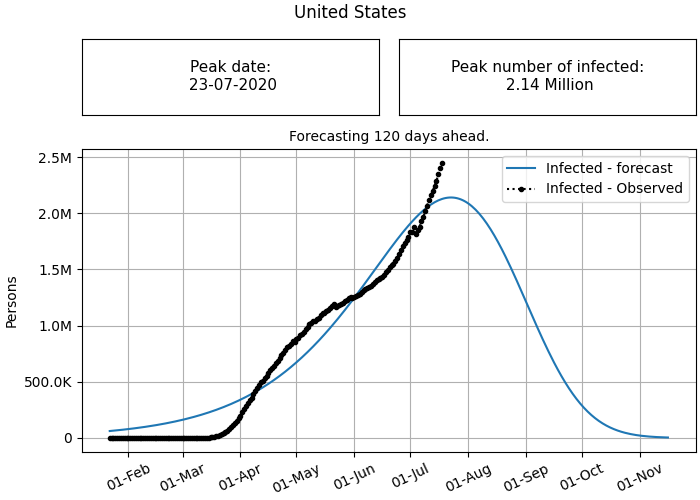 United States
Peak date:
23-07-2020
Peak number of infected:
2.14 Million
Forecasting 120 days ahead.
Infected - forecast
Infected - Observed
Persons
2.5M
2.0M
1.5M
1.0M
500.0K
0
01-Feb
01-Mar
01-Apr
01-May
01-Jun
01-Jul
01-Aug
01-Sep
01-Oct
01-Nov